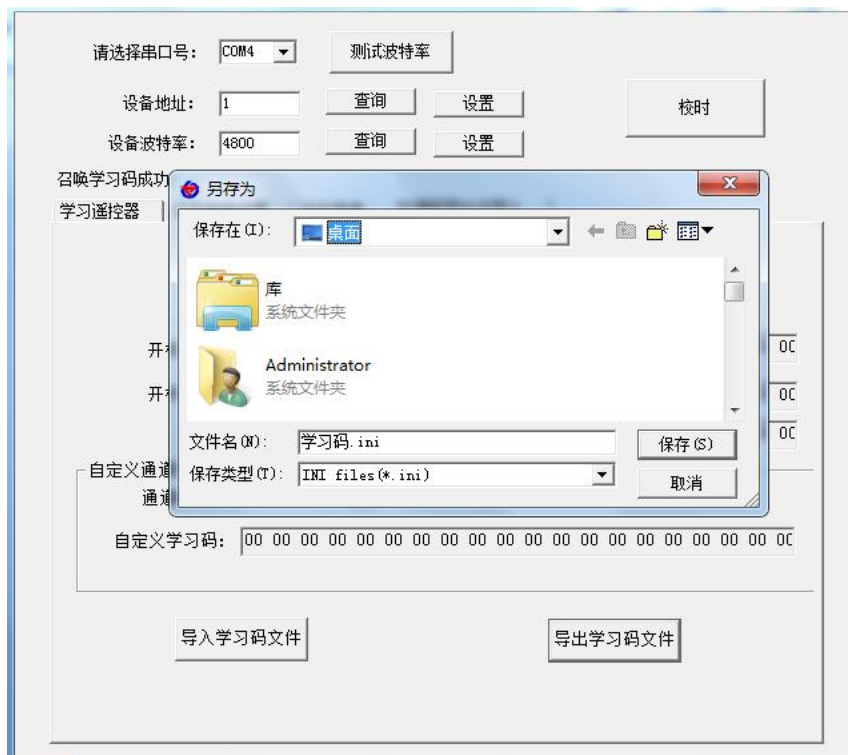 请选择串口号： COM4 测试波特率
设备地址： 1 查询 设置 校时
设备波特率： 4800 查询 设置
召唤学习码成功
另存为
学习遥控器
保存在(I)： 桌面
库
系统文件夹
Administrator
系统文件夹
开 00
开 00
00
文件名(N)： 学习码.ini 保存(S)
保存类型(T)： INI files(*.ini) 取消
自定义通道
通道
自定义学习码： 00 00 00 00 00 00 00 00 00 00 00 00 00 00 00 00 00 00 00 00
导入学习码文件 导出学习码文件